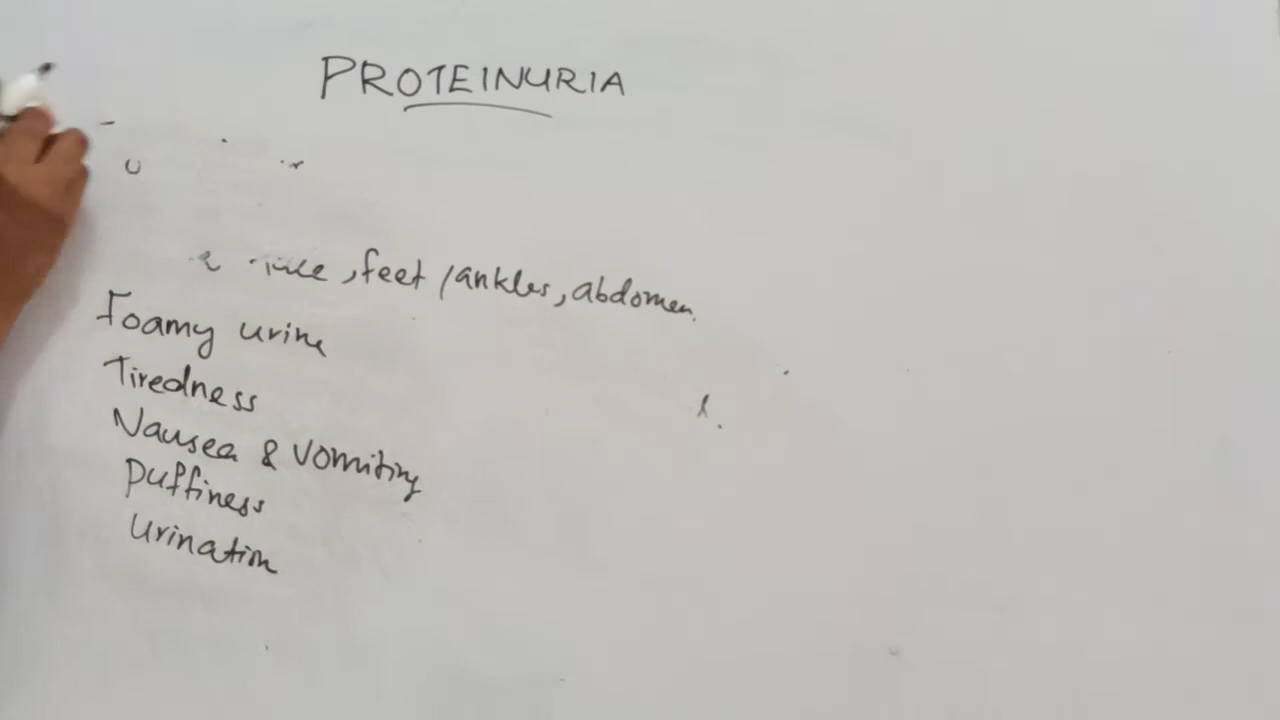 PROTEINURIA
, feet / ankles, abdomen.
Foamy urine
Tiredness
Nausea & Vomiting
Puffiness
Urination